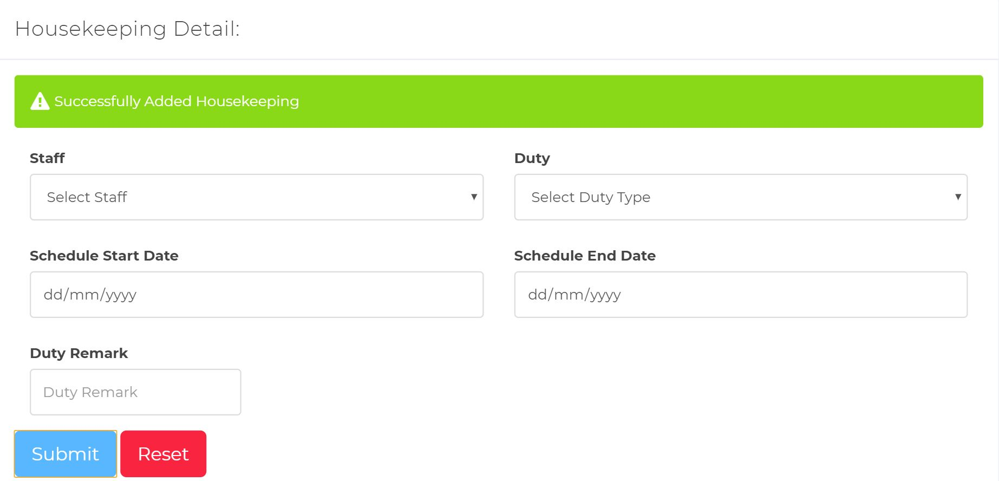 Housekeeping Detail:
Successfully Added Housekeeping
Staff
Duty
Select Staff
Select Duty Type
Schedule Start Date
Schedule End Date
dd/mm/yyyy
dd/mm/yyyy
Duty Remark
Duty Remark
Submit
Reset